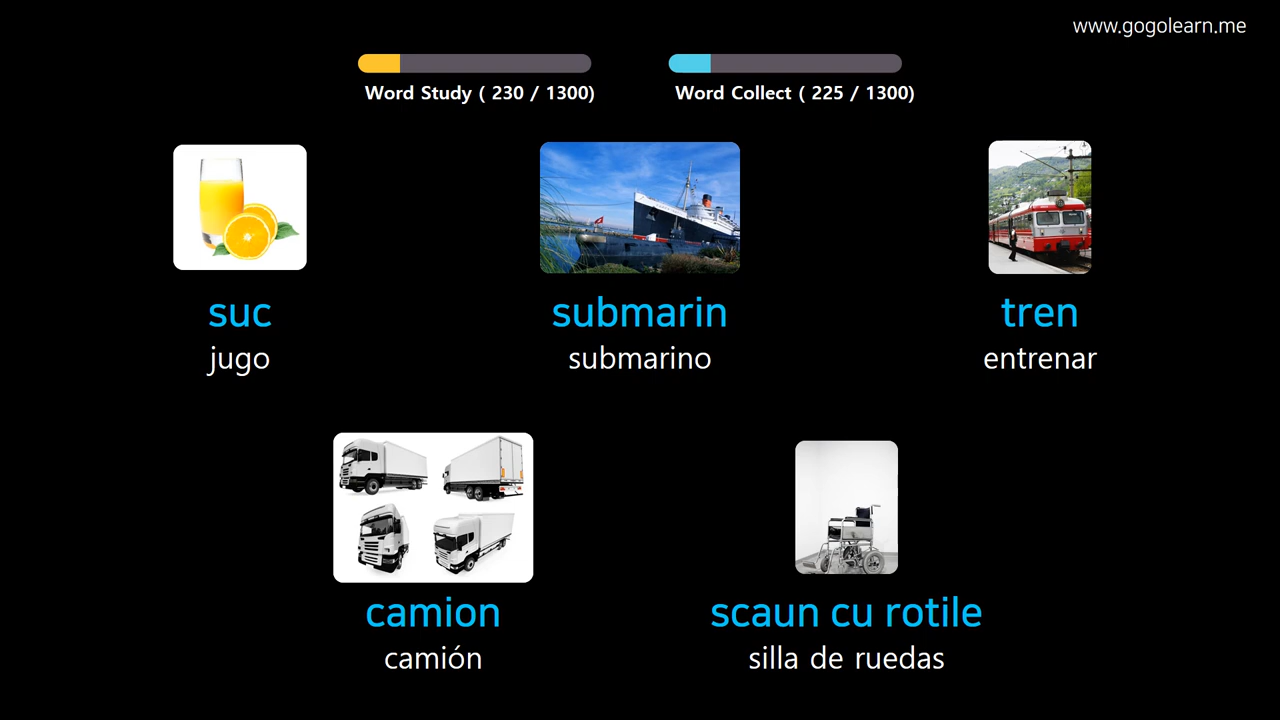 www.gogolearn.me
Word Study ( 230 / 1300)
Word Collect ( 225 / 1300)
suc
jugo
submarin
submarino
tren
entrenar
camion
camión
scaun cu rotile
silla de ruedas